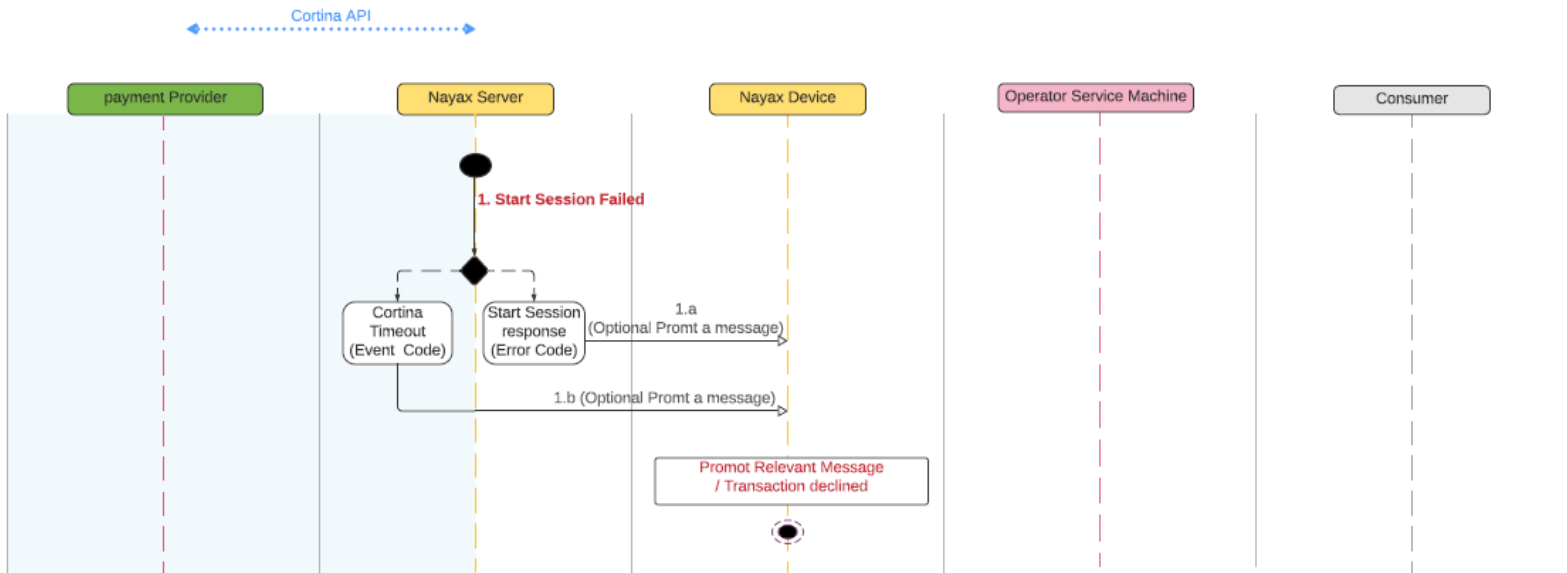 Cortina API
payment Provider
Nayax Server
Nayax Device
Operator Service Machine
Consumer
1. Start Session Failed
Cortina
Timeout
(Event Code)
Start Session
response
(Error Code)
1.a
(Optional Promt a message)
1.b (Optional Promt a message)
Promot Relevant Message
/ Transaction declined